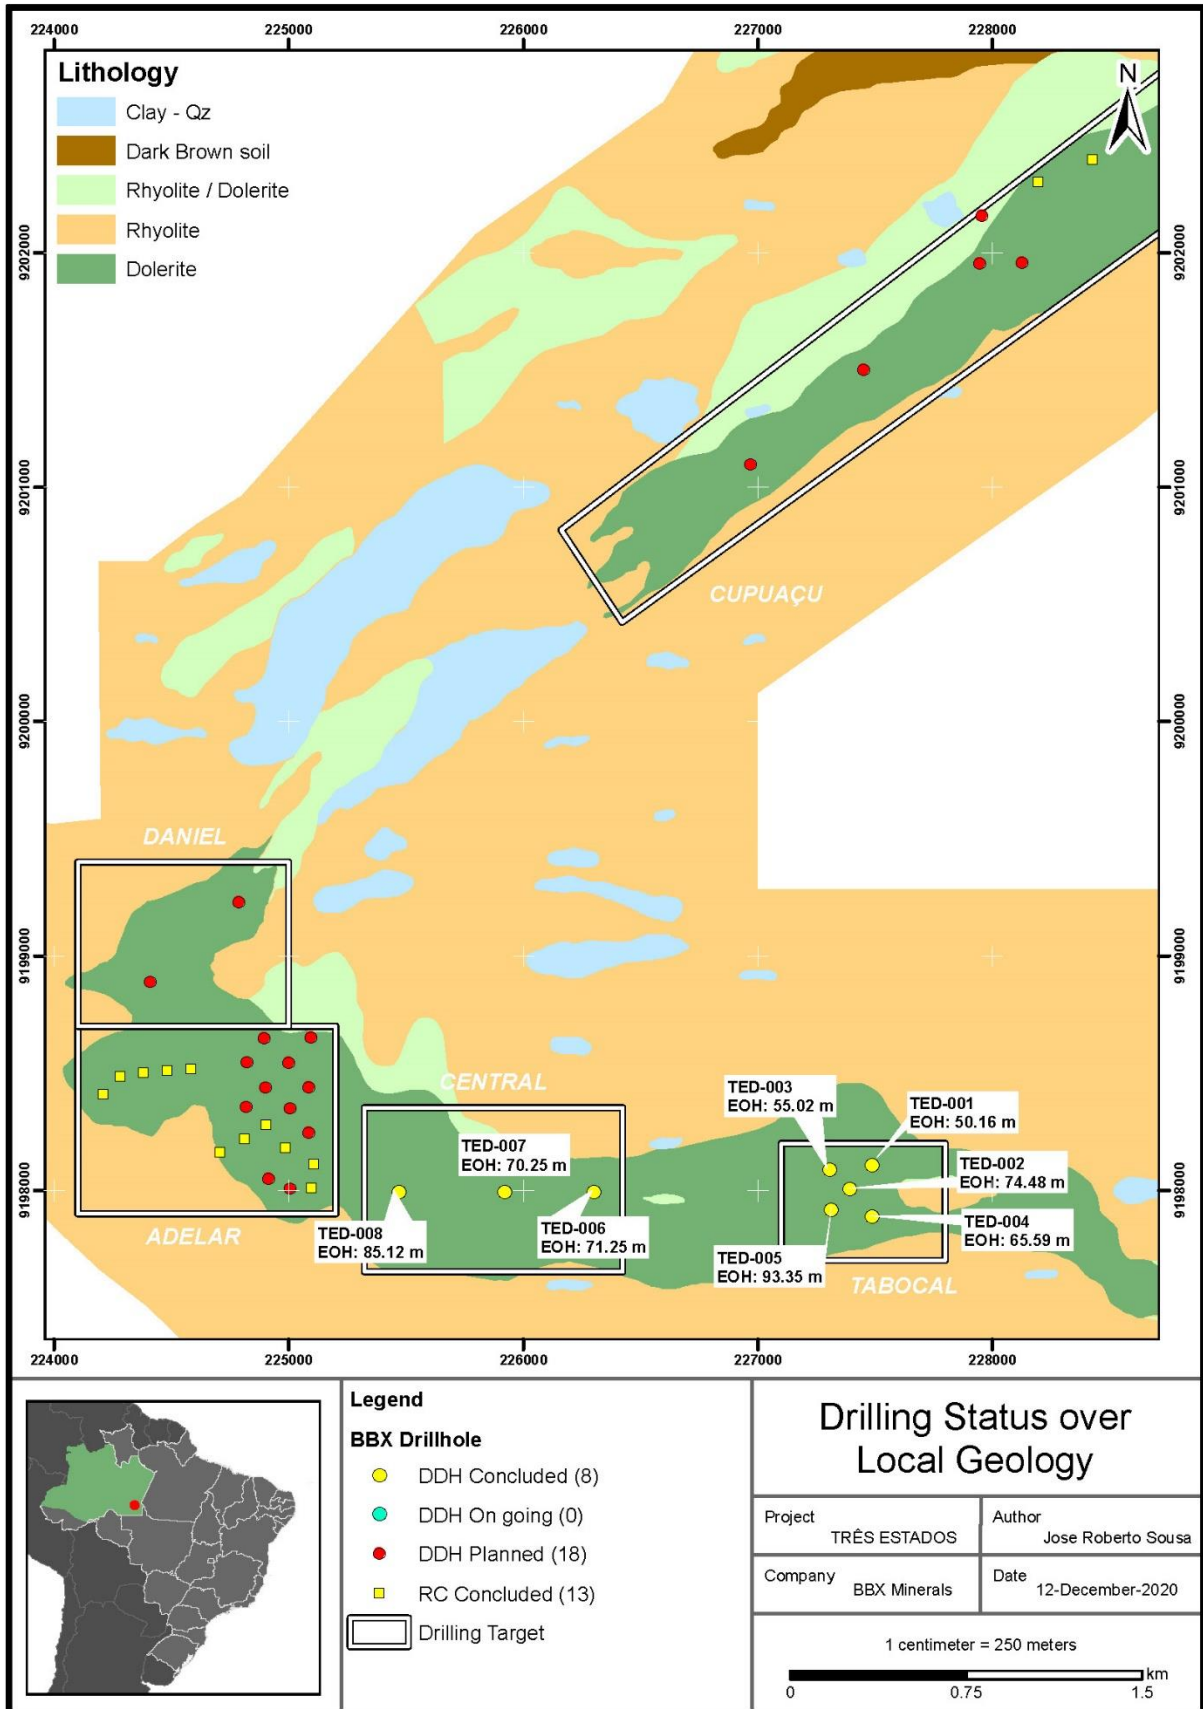 224000 225000 226000 227000 228000
Lithology
Clay - Qz
Dark Brown soil
Rhyolite / Dolerite
Rhyolite
Dolerite
N
9202000 9202000
9201000 9201000
CUPUAÇU
9200000 9200000
DANIEL
9199000 9199000
CENTRAL
TED-003
EOH: 55.02 m
TED-001
EOH: 50.16 m
TED-007
EOH: 70.25 m
TED-002
EOH: 74.48 m
9198000 9198000
ADELAR
TED-008
EOH: 85.12 m
TED-006
EOH: 71.25 m
TED-005
EOH: 93.35 m
TED-004
EOH: 65.59 m
TABOCAL
224000 225000 226000 227000 228000
Legend
BBX Drillhole
DDH Concluded (8)
DDH On going (0)
DDH Planned (18)
RC Concluded (13)
Drilling Target
Drilling Status over
Local Geology
Project
TRÊS ESTADOS
Author
Jose Roberto Sousa
Company
BBX Minerals
Date
12-December-2020
1 centimeter = 250 meters
km
0 0.75 1.5